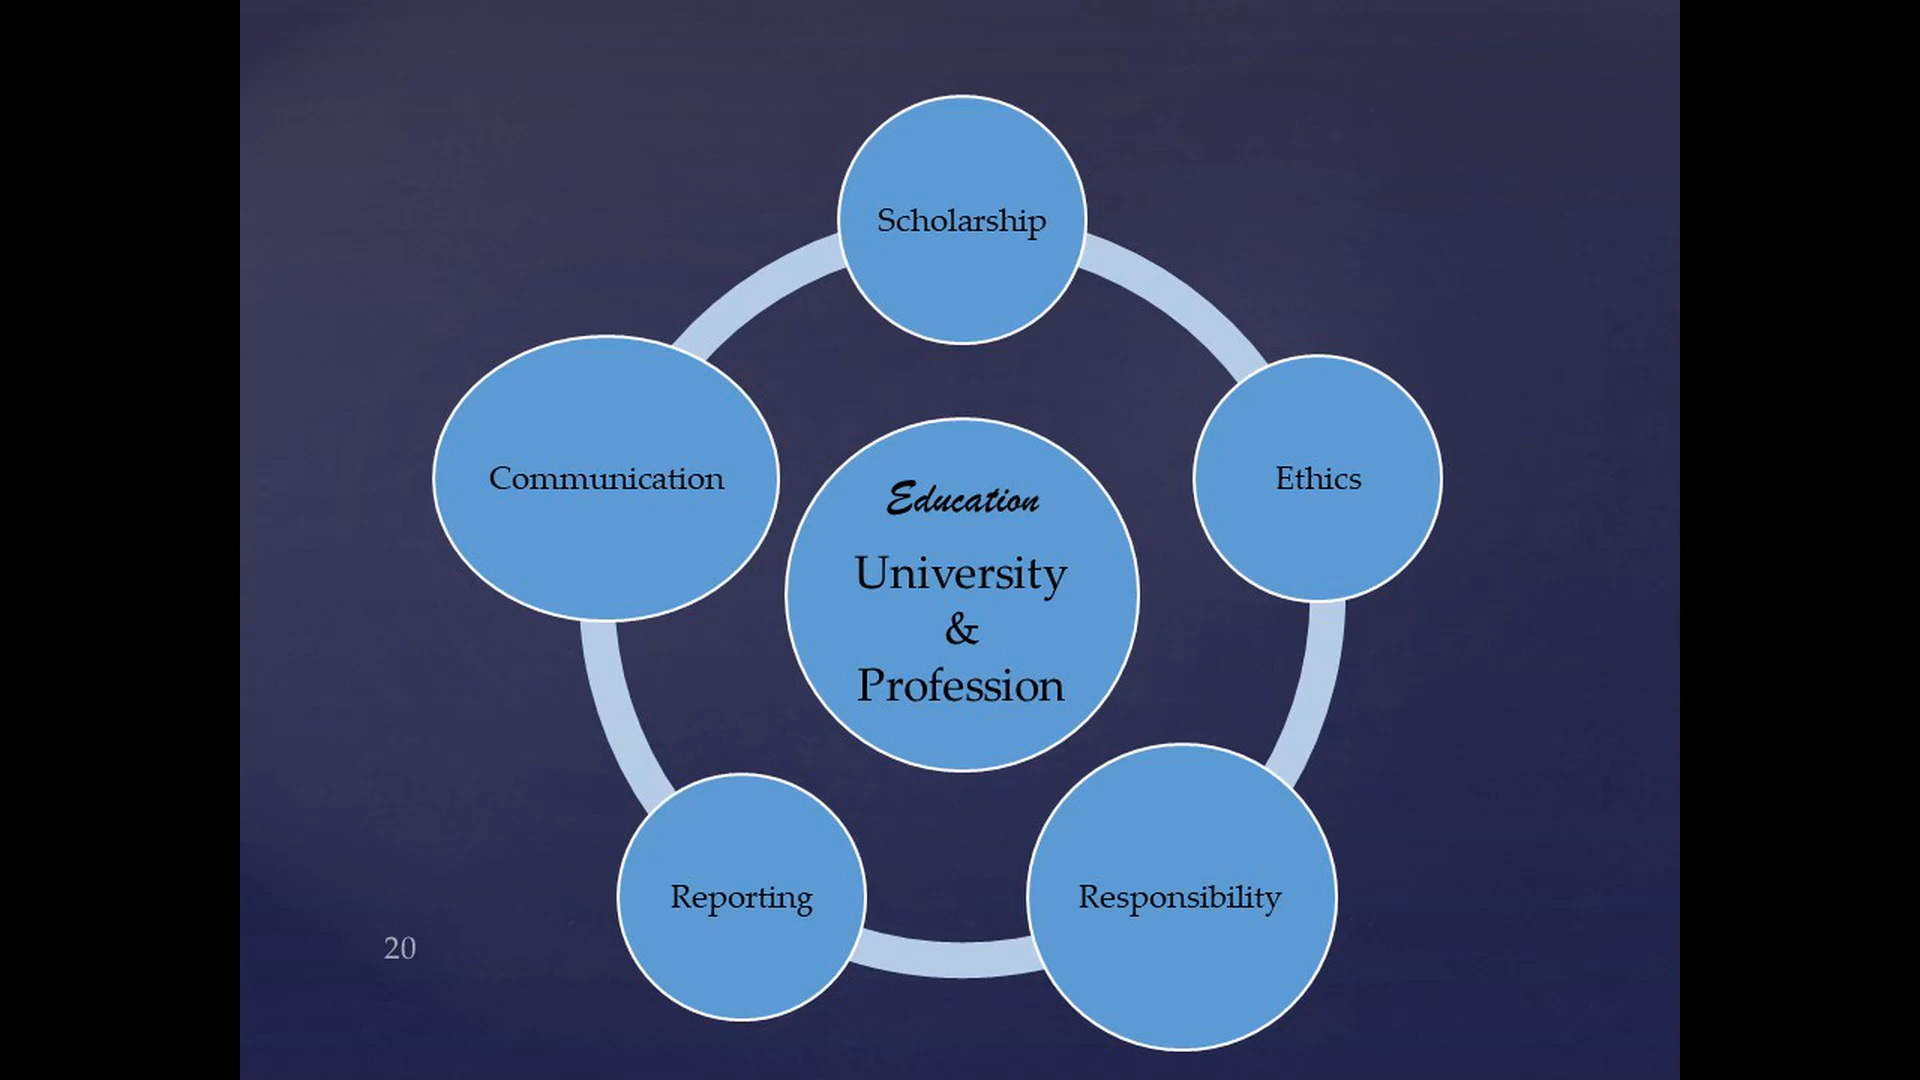 Scholarship
Communication
Ethics
Education
University
&
Profession
Reporting
Responsibility
20